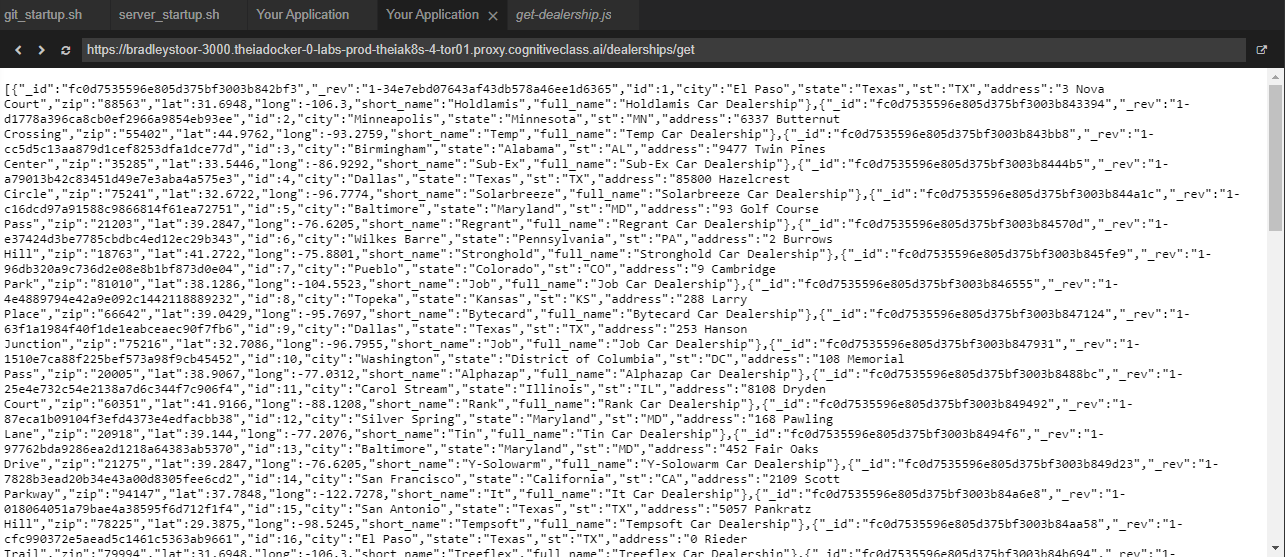 git_startup.sh server_startup.sh Your Application Your Application get-dealership.js
https://bradleystoor-3000.theiadocker-0-labs-prod-theiak8s-4-tor01.proxy.cognitiveclass.ai/dealerships/get
[{"_id":"fc0d7535596e805d375bf3003b842bf3","_rev":"1-34e7ebd07643af43db578a46ee1d6365","id":1,"city":"El Paso","state":"Texas","st":"TX","address":"3 Nova
Court","zip":"88563","lat":31.6948,"long":-106.3,"short_name":"Holdlamis","full_name":"Holdlamis Car Dealership"},{"_id":"fc0d7535596e805d375bf3003b843394","_rev":"1-
d1778a396ca8cb0ef2966a9854eb93ee","id":2,"city":"Minneapolis","state":"Minnesota","st":"MN","address":"6337 Butternut
Crossing","zip":"55402","lat":44.9762,"long":-93.2759,"short_name":"Temp","full_name":"Temp Car Dealership"},{"_id":"fc0d7535596e805d375bf3003b843bb8","_rev":"1-
cc5d5c13aa879d1cef8253dfa1dce77d","id":3,"city":"Birmingham","state":"Alabama","st":"AL","address":"9477 Twin Pines
Center","zip":"35285","lat":33.5446,"long":-86.9292,"short_name":"Sub-Ex","full_name":"Sub-Ex Car Dealership"},{"_id":"fc0d7535596e805d375bf3003b8444b5","_rev":"1-
a79013b42c83451d49e7e3aba4a575e3","id":4,"city":"Dallas","state":"Texas","st":"TX","address":"85800 Hazelcrest
Circle","zip":"75241","lat":32.6722,"long":-96.7774,"short_name":"Solarbreeze","full_name":"Solarbreeze Car Dealership"},{"_id":"fc0d7535596e805d375bf3003b844a1c","_rev":"1-
c16dcd97a91588c9866814f61ea72751","id":5,"city":"Baltimore","state":"Maryland","st":"MD","address":"93 Golf Course
Pass","zip":"21203","lat":39.2847,"long":-76.6205,"short_name":"Regrant","full_name":"Regrant Car Dealership"},{"_id":"fc0d7535596e805d375bf3003b84570d","_rev":"1-
e37424d3be7785cbdbc4ed12ec29b343","id":6,"city":"Wilkes Barre","state":"Pennsylvania","st":"PA","address":"2 Burrows
Hill","zip":"18763","lat":41.2722,"long":-75.8801,"short_name":"Stronghold","full_name":"Stronghold Car Dealership"},{"_id":"fc0d7535596e805d375bf3003b845fe9","_rev":"1-
96db320a9c736d2e08e8b1bf873d0e04","id":7,"city":"Pueblo","state":"Colorado","st":"CO","address":"9 Cambridge
Park","zip":"81010","lat":38.1286,"long":-104.5523,"short_name":"Job","full_name":"Job Car Dealership"},{"_id":"fc0d7535596e805d375bf3003b846555","_rev":"1-
4e4889794e42a9e092c1442118889232","id":8,"city":"Topeka","state":"Kansas","st":"KS","address":"288 Larry
Place","zip":"66642","lat":39.0429,"long":-95.7697,"short_name":"Bytecard","full_name":"Bytecard Car Dealership"},{"_id":"fc0d7535596e805d375bf3003b847124","_rev":"1-
63f1a1984f40f1de1eabceaec90f7fb6","id":9,"city":"Dallas","state":"Texas","st":"TX","address":"253 Hanson
Junction","zip":"75216","lat":32.7086,"long":-96.7955,"short_name":"Job","full_name":"Job Car Dealership"},{"_id":"fc0d7535596e805d375bf3003b847931","_rev":"1-
1510e7ca88f225bef573a98f9cb45452","id":10,"city":"Washington","state":"District of Columbia","st":"DC","address":"108 Memorial
Pass","zip":"20005","lat":38.9067,"long":-77.0312,"short_name":"Alphazap","full_name":"Alphazap Car Dealership"},{"_id":"fc0d7535596e805d375bf3003b8488bc","_rev":"1-
25e4e732c54e2138a7d6c344f7c906f4","id":11,"city":"Carol Stream","state":"Illinois","st":"IL","address":"8108 Dryden
Court","zip":"60351","lat":41.9166,"long":-88.1208,"short_name":"Rank","full_name":"Rank Car Dealership"},{"_id":"fc0d7535596e805d375bf3003b849492","_rev":"1-
87eca1b09104f3efd4373e4edfacbb38","id":12,"city":"Silver Spring","state":"Maryland","st":"MD","address":"168 Pawling
Lane","zip":"20918","lat":39.144,"long":-77.2076,"short_name":"Tin","full_name":"Tin Car Dealership"},{"_id":"fc0d7535596e805d375bf3003b8494f6","_rev":"1-
97762bda9286ea2d1218a64383ab5370","id":13,"city":"Baltimore","state":"Maryland","st":"MD","address":"452 Fair Oaks
Drive","zip":"21275","lat":39.2847,"long":-76.6205,"short_name":"Y-Solowarm","full_name":"Y-Solowarm Car Dealership"},{"_id":"fc0d7535596e805d375bf3003b849d23","_rev":"1-
7828b3ead20b34e43a00d8305fee6cd2","id":14,"city":"San Francisco","state":"California","st":"CA","address":"2109 Scott
Parkway","zip":"94147","lat":37.7848,"long":-122.7278,"short_name":"It","full_name":"It Car Dealership"},{"_id":"fc0d7535596e805d375bf3003b84a6e8","_rev":"1-
018064051a79bae4a38595f6d712f1f4","id":15,"city":"San Antonio","state":"Texas","st":"TX","address":"5057 Pankratz
Hill","zip":"78225","lat":29.3875,"long":-98.5245,"short_name":"Tempsoft","full_name":"Tempsoft Car Dealership"},{"_id":"fc0d7535596e805d375bf3003b84aa58","_rev":"1-
cfc990372e5aead5c1461c5363ab9661","id":16,"city":"El Paso","state":"Texas","st":"TX","address":"0 Rieder
Trail","zip":"79994","lat":31.6948,"long":-106.3,"short_name":"Treeflex","full_name":"Treeflex Car Dealership"},{"_id":"fc0d7535596e805d375bf3003b84b694","_rev":"1-